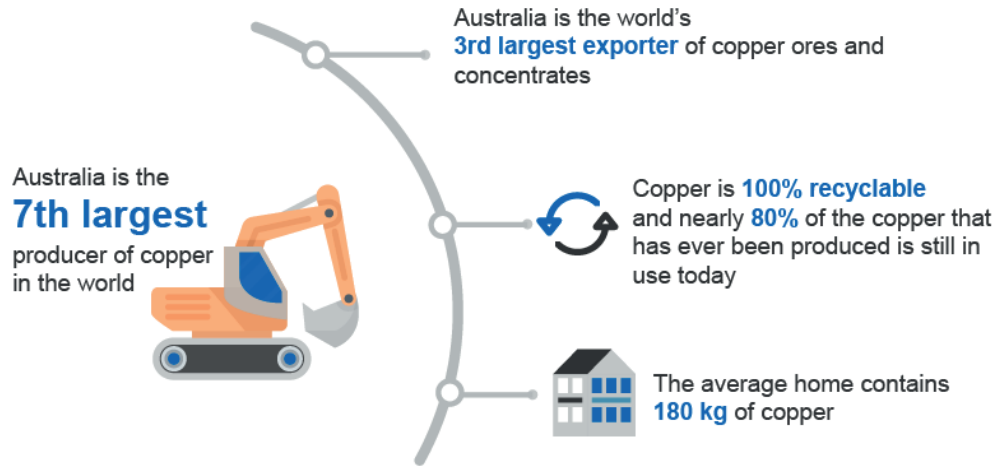 Australia is the world's
3rd largest exporter of copper ores and
concentrates
Australia is the
7th largest
producer of copper
in the world
Copper is 100% recyclable
and nearly 80% of the copper that
has ever been produced is still in
use today
The average home contains
180 kg of copper